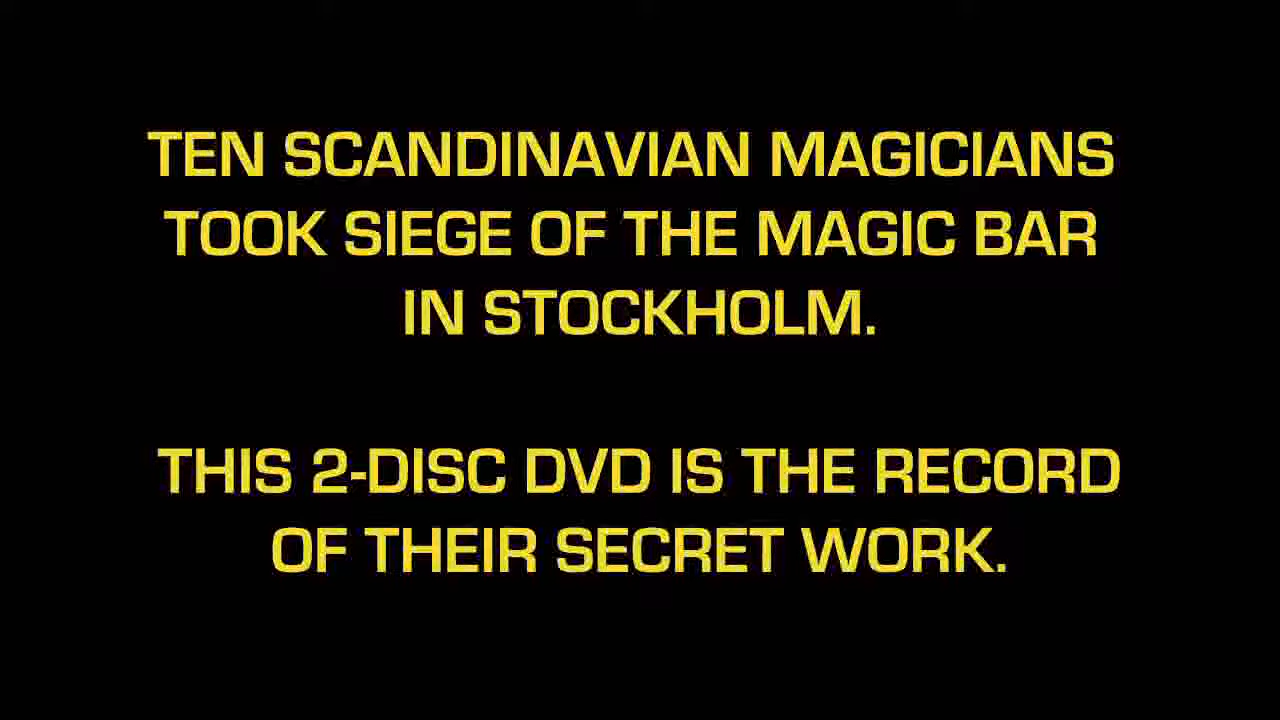 TEN SCANDINAVIAN MAGICIANS
TOOK SIEGE OF THE MAGIC BAR
IN STOCKHOLM.
THIS 2-DISC DVD IS THE RECORD
OF THEIR SECRET WORK.